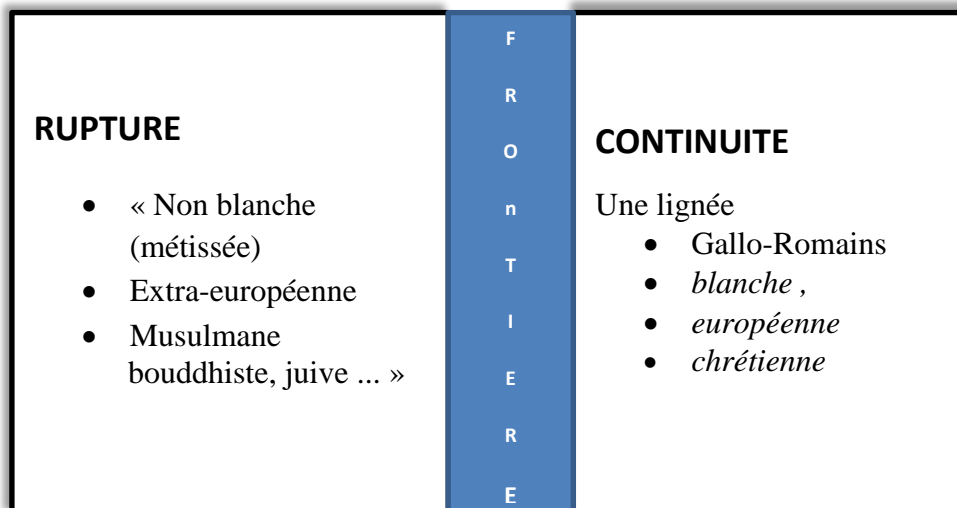 RUPTURE
• « Non blanche
(métissée)
• Extra-européenne
• Musulmane
bouddhiste, juive ... »
F
R
O
n
T
I
E
R
E
CONTINUITE
Une lignée
• Gallo-Romains
• blanche ,
• européenne
• chrétienne